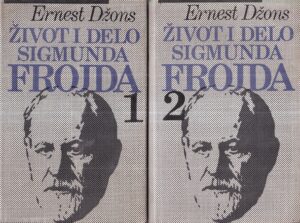 Ernest Džons
ŽIVOT I DELO
SIGMUNDA
FROJDA
1
Ernest Džons
ŽIVOT I DELO
SIGMUNDA
FROJDA
2